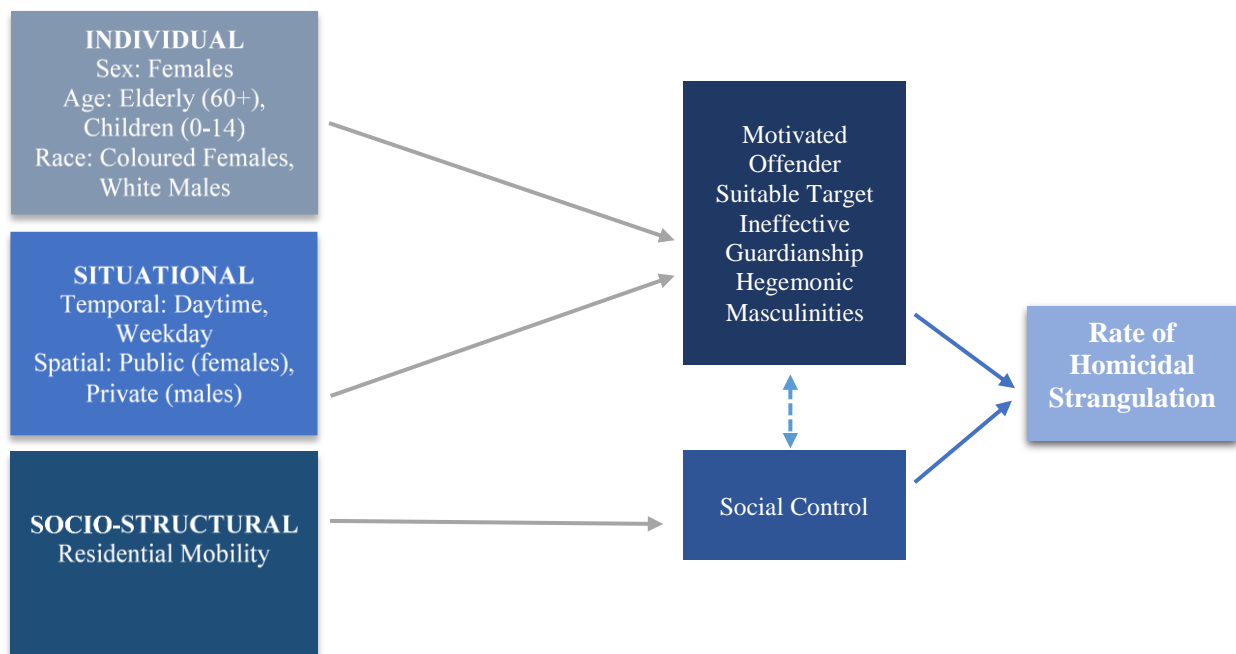 INDIVIDUAL
Sex: Females
Age: Elderly (60+),
Children (0-14)
Race: Coloured Females,
White Males
SITUATIONAL
Temporal: Daytime,
Weekday
Spatial: Public (females),
Private (males)
SOCIO-STRUCTURAL
Residential Mobility
Motivated
Offender
Suitable Target
Ineffective
Guardianship
Hegemonic
Masculinities
Social Control
Rate of
Homicidal
Strangulation